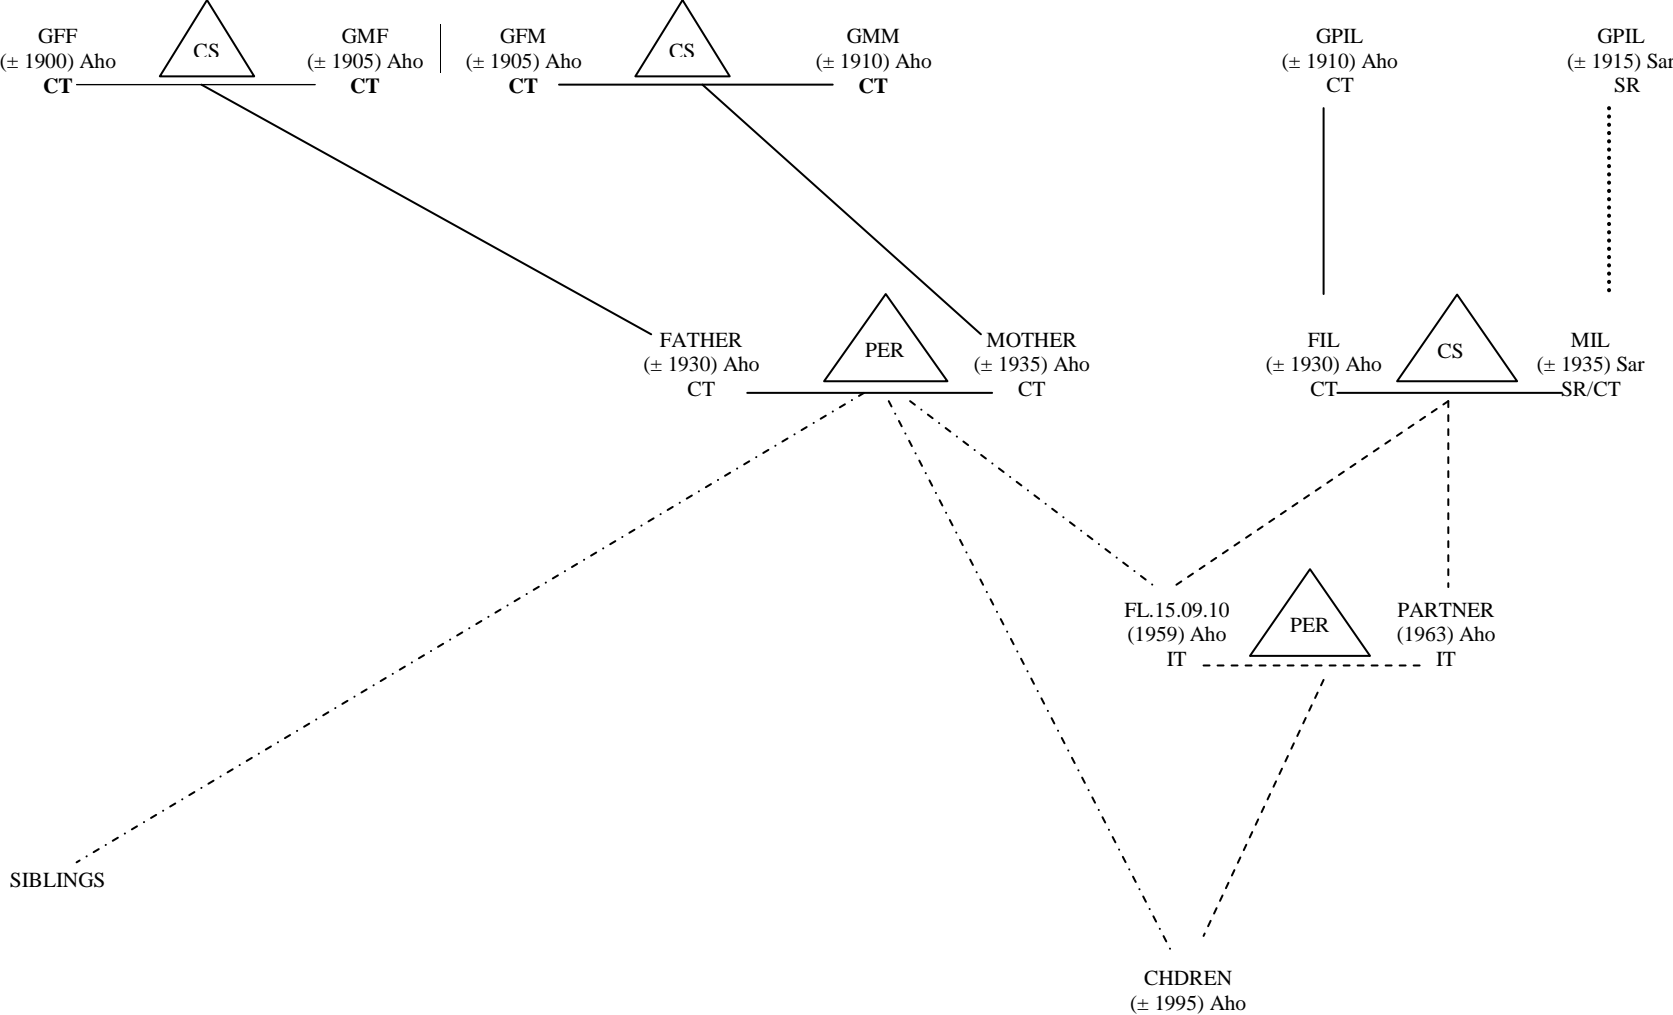 GFF
(± 1900) Aho
CT
CS
GMF
(± 1905) Aho
CT
GFM
(± 1905) Aho
CT
CS
GMM
(± 1910) Aho
CT
GPIL
(± 1910) Aho
CT
GPIL
(± 1915) Sar
SR
FATHER
(± 1930) Aho
CT
PER
MOTHER
(± 1935) Aho
CT
FIL
(± 1930) Aho
CT
CS
MIL
(± 1935) Sar
SR/CT
FL.15.09.10
(1959) Aho
IT
PER
PARTNER
(1963) Aho
IT
SIBLINGS
CHDREN
(± 1995) Aho